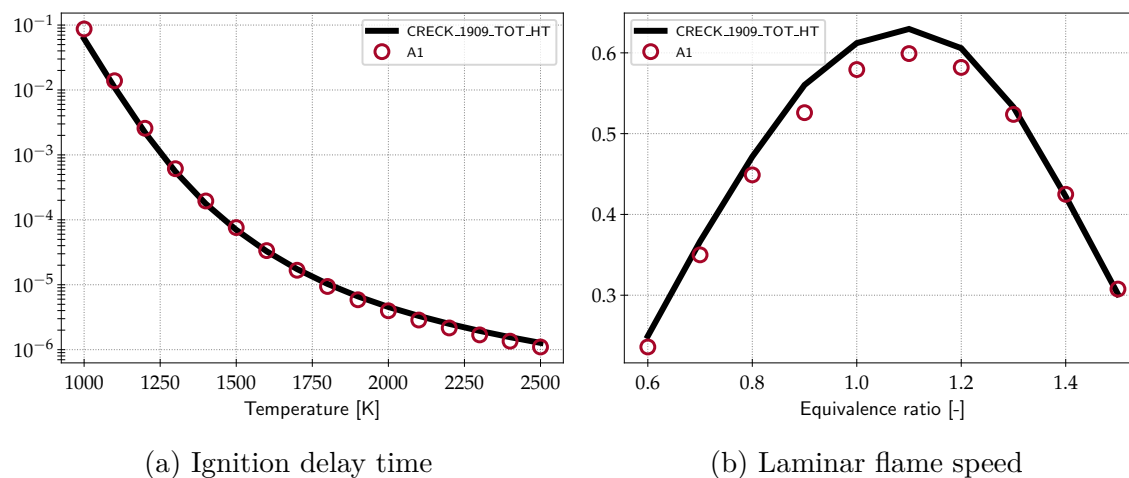 10⁻¹
10⁻²
10⁻³
10⁻⁴
10⁻⁵
10⁻⁶
1000 1250 1500 1750 2000 2250 2500
Temperature [K]
CRECK_1909_TOT_HT
A1
(a) Ignition delay time
0.6
0.5
0.4
0.3
0.6 0.8 1.0 1.2 1.4
Equivalence ratio [-]
CRECK_1909_TOT_HT
A1
(b) Laminar flame speed